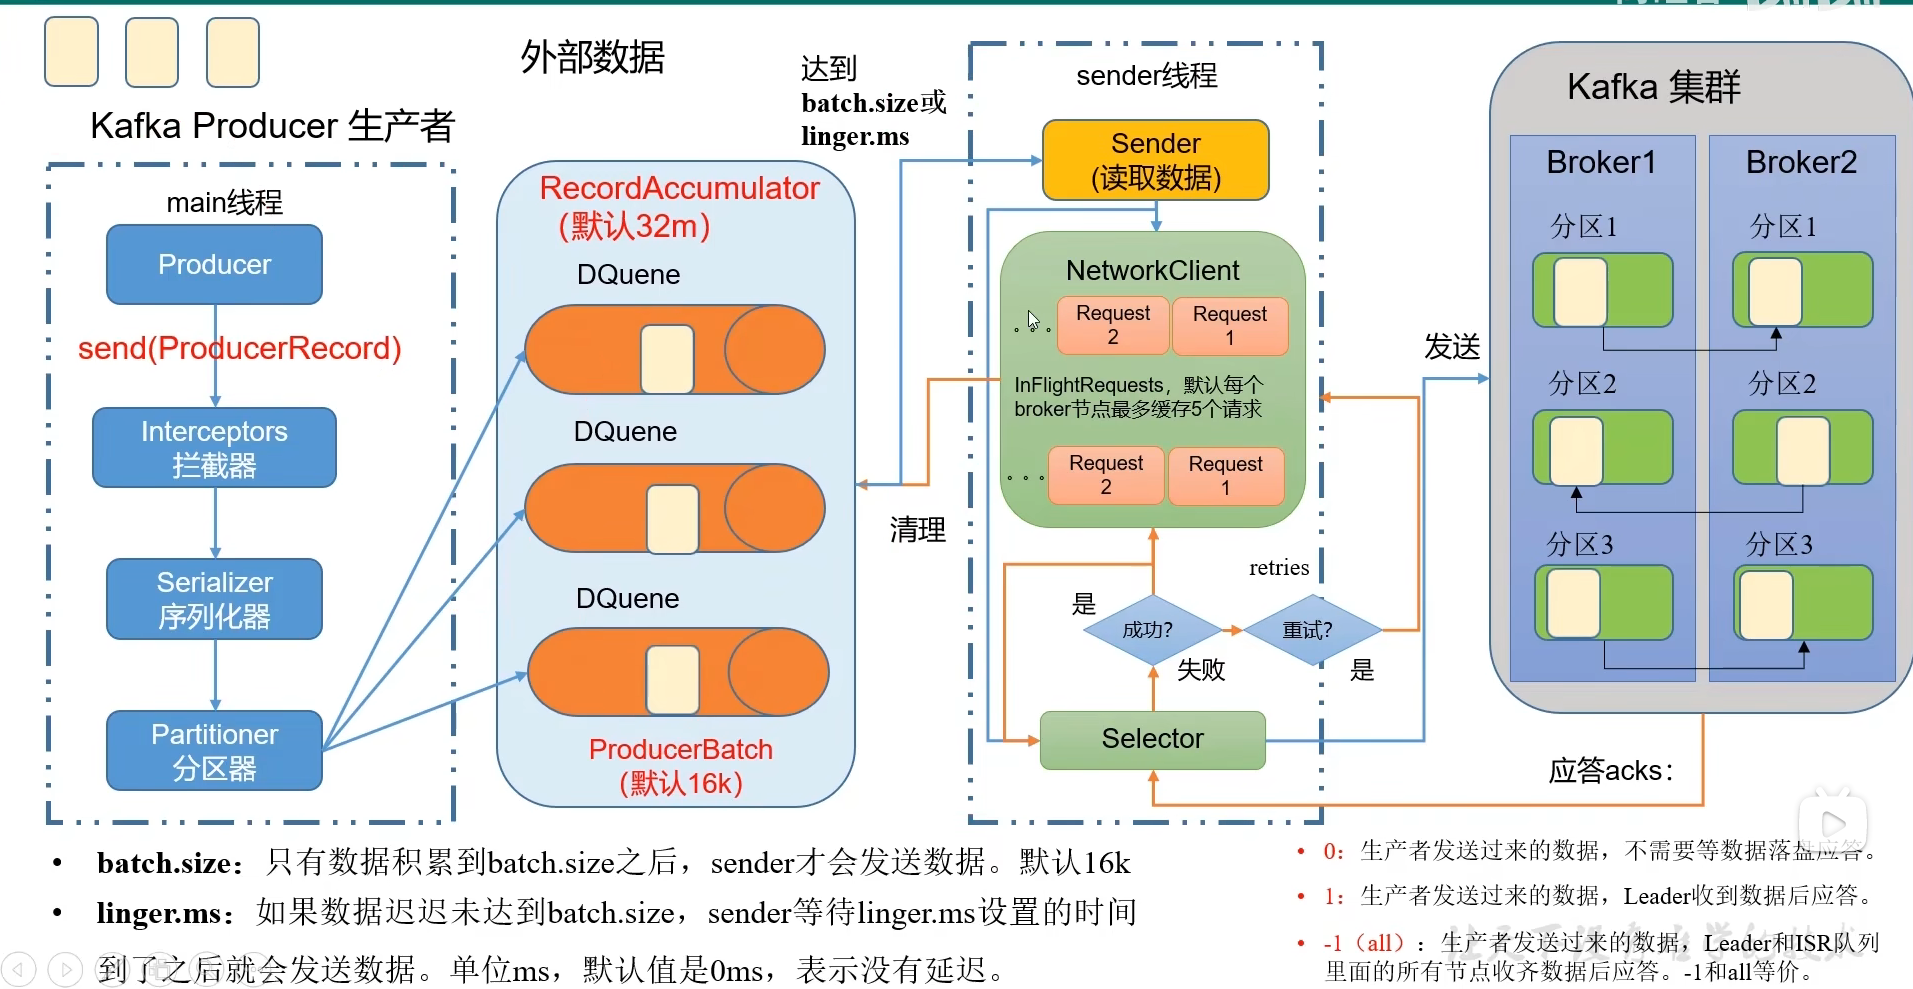 外部数据
Kafka Producer 生产者
main线程
Producer
send(ProducerRecord)
Interceptors
拦截器
Serializer
序列化器
Partitioner
分区器
RecordAccumulator
（默认32m）
DQuene
DQuene
DQuene
ProducerBatch
（默认16k）
达到
batch.size或
linger.ms
清理
sender线程
Sender
(读取数据)
NetworkClient
Request
2
Request
1
InFlightRequests，默认每个
broker节点最多缓存5个请求
Request
2
Request
1
retries
是
成功?
失败
重试?
是
Selector
发送
Kafka 集群
Broker1
Broker2
分区1
分区1
分区2
分区2
分区3
分区3
应答acks：
• batch.size：只有数据积累到batch.size之后，sender才会发送数据。默认16k
• linger.ms：如果数据迟迟未达到batch.size，sender等待linger.ms设置的时间
到了之后就会发送数据。单位ms，默认值是0ms，表示没有延迟。
• 0：生产者发送过来的数据，不需要等数据落盘应答。
• 1：生产者发送过来的数据，Leader收到数据后应答。
• -1（all）：生产者发送过来的数据，Leader和ISR队列
里面的所有节点收齐数据后应答。-1和all等价。